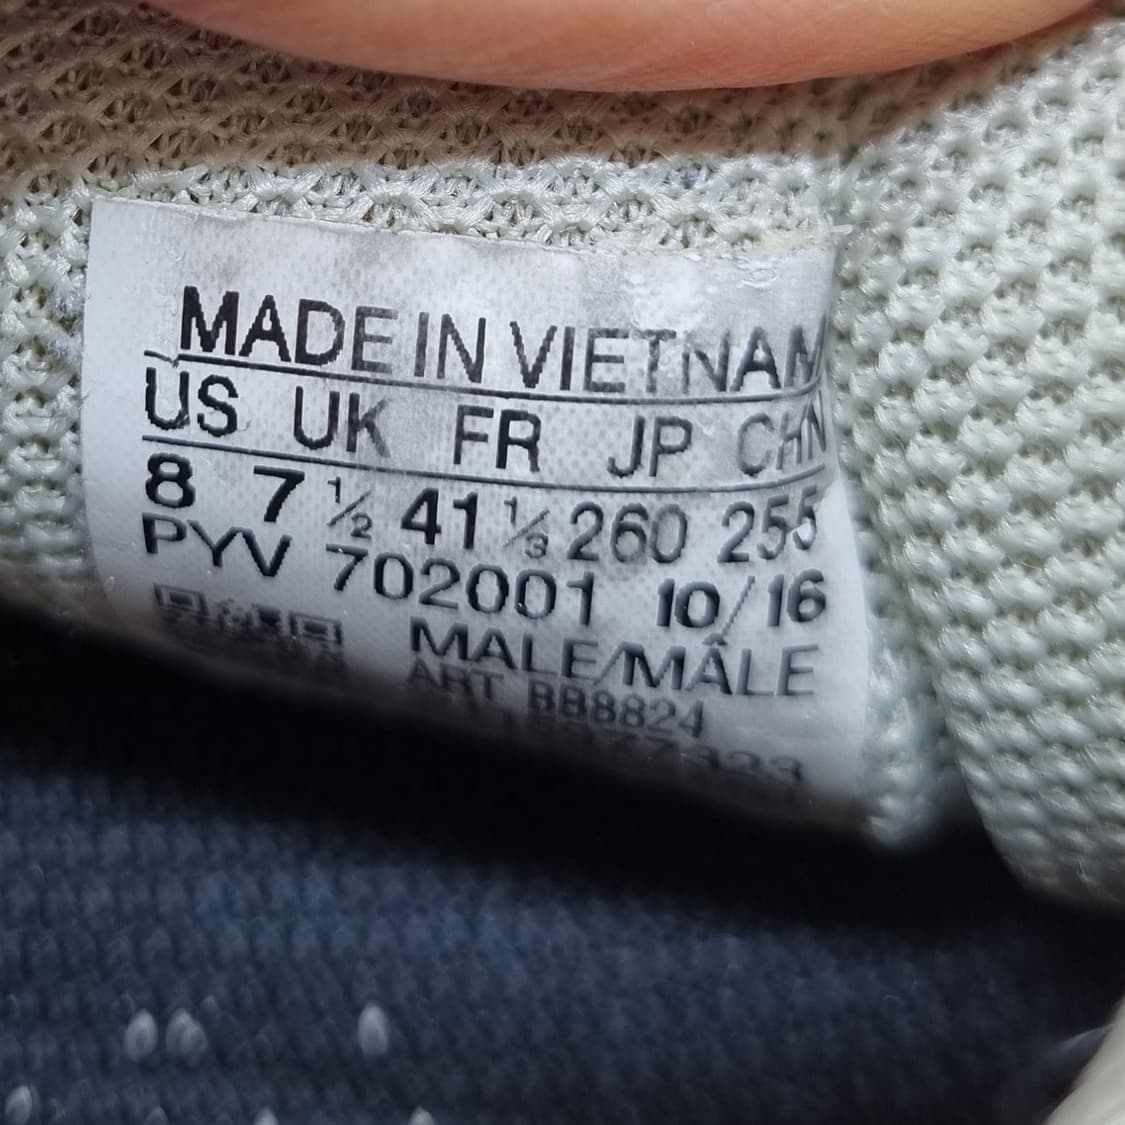 MADE IN VIETNAM
US UK FR JP CHN
8 7 ½ 41 ⅓ 260 255
PYV 702001 10/16
MALE/MÂLE
ART BB8824